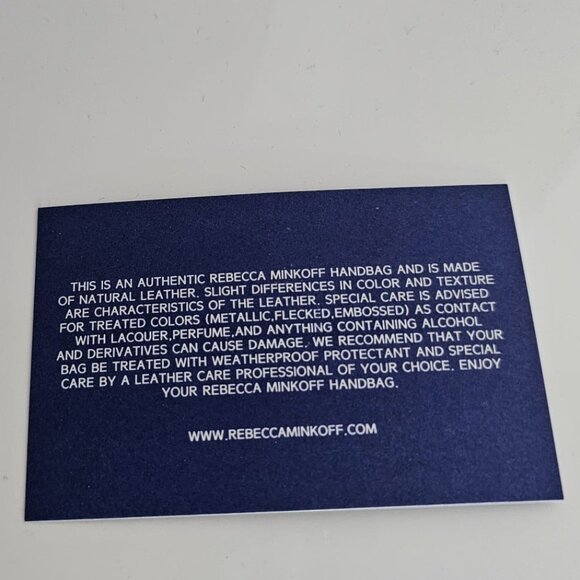 THIS IS AN AUTHENTIC REBECCA MINKOFF HANDBAG AND IS MADE
OF NATURAL LEATHER. SLIGHT DIFFERENCES IN COLOR AND TEXTURE
ARE CHARACTERISTICS OF THE LEATHER. SPECIAL CARE IS ADVISED
FOR TREATED COLORS (METALLIC,FLECKED,EMBOSSED) AS CONTACT
WITH LACQUER,PERFUME,AND ANYTHING CONTAINING ALCOHOL
AND DERIVATIVES CAN CAUSE DAMAGE. WE RECOMMEND THAT YOUR
BAG BE TREATED WITH WEATHERPROOF PROTECTANT AND SPECIAL
CARE BY A LEATHER CARE PROFESSIONAL OF YOUR CHOICE. ENJOY
YOUR REBECCA MINKOFF HANDBAG.
WWW.REBECCAMINKOFF.COM